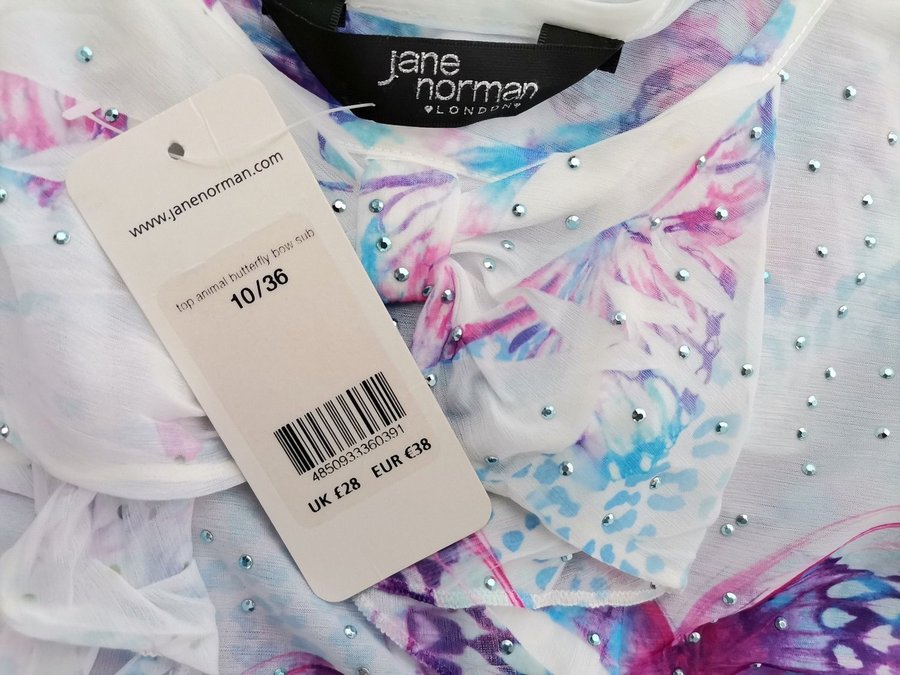 jane
norman
♥LONDON♥
www.janenorman.com
top animal butterfly bow sub
10/36
4850933360391
UK £28 EUR €38